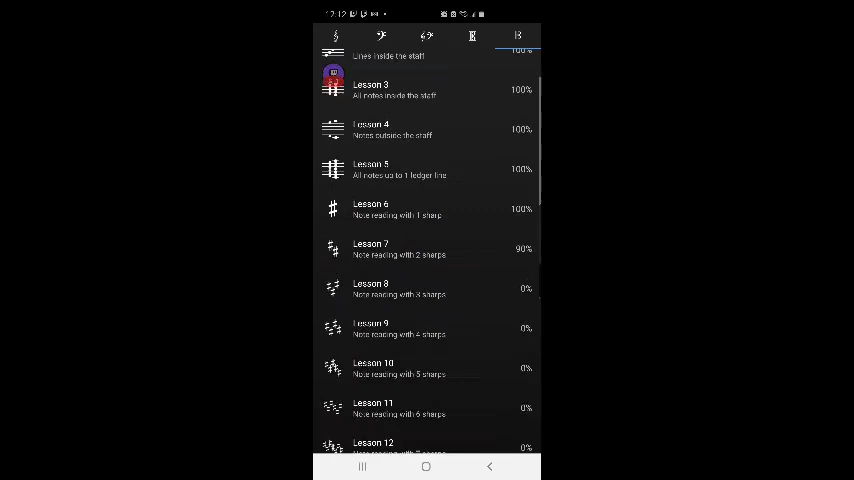 12:12
100%
Lines inside the staff
Lesson 3
All notes inside the staff
100%
Lesson 4
Notes outside the staff
100%
Lesson 5
All notes up to 1 ledger line
100%
Lesson 6
Note reading with 1 sharp
100%
Lesson 7
Note reading with 2 sharps
90%
Lesson 8
Note reading with 3 sharps
0%
Lesson 9
Note reading with 4 sharps
0%
Lesson 10
Note reading with 5 sharps
0%
Lesson 11
Note reading with 6 sharps
0%
Lesson 12
0%